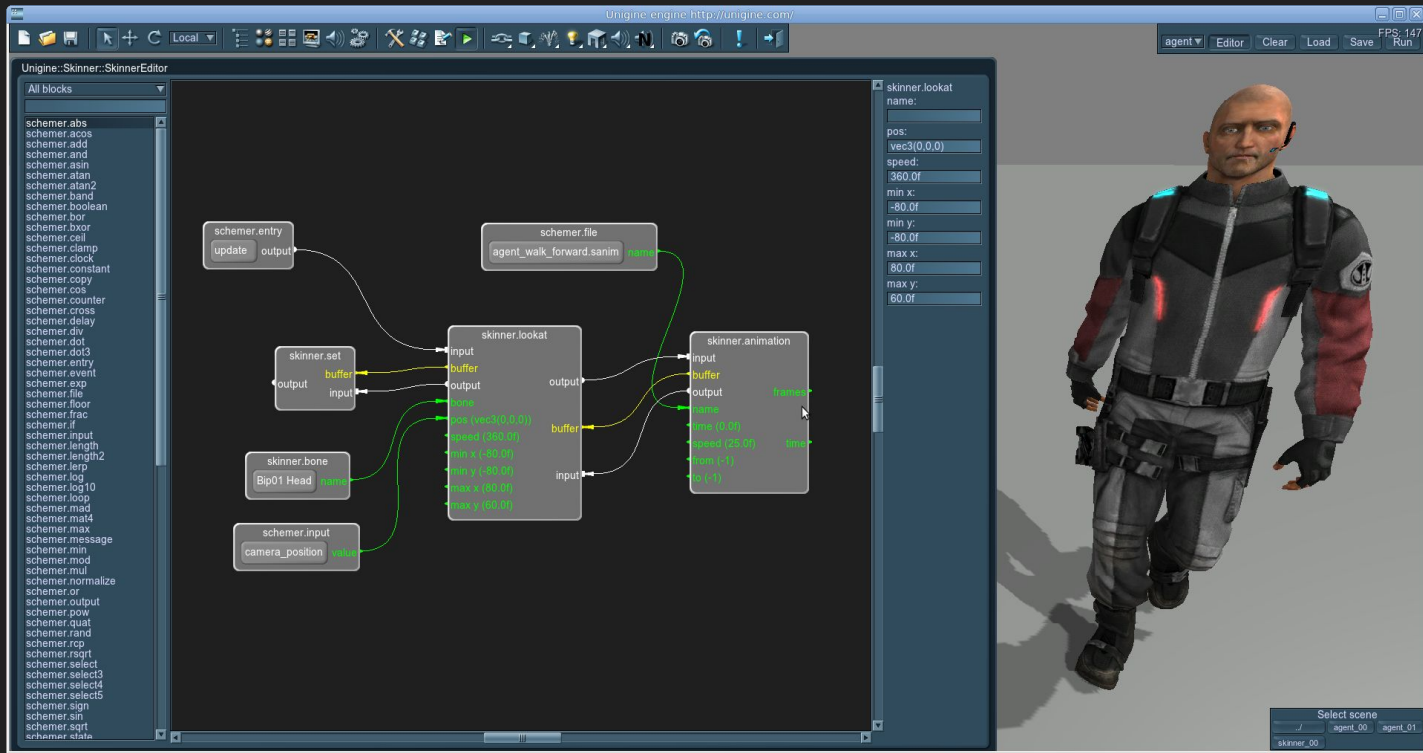 Unigine engine http://unigine.com/
Local
FPS: 147
agent
Editor
Clear
Load
Save
Run
Unigine::Skinner::SkinnerEditor
All blocks
schemer.abs
schemer.acos
schemer.add
schemer.and
schemer.asin
schemer.atan
schemer.atan2
schemer.band
schemer.boolean
schemer.bor
schemer.bxor
schemer.ceil
schemer.clamp
schemer.clock
schemer.constant
schemer.copy
schemer.cos
schemer.counter
schemer.cross
schemer.delay
schemer.div
schemer.dot
schemer.dot3
schemer.entry
schemer.event
schemer.exp
schemer.file
schemer.floor
schemer.frac
schemer.if
schemer.input
schemer.length
schemer.length2
schemer.lerp
schemer.log
schemer.log10
schemer.loop
schemer.mad
schemer.mat4
schemer.max
schemer.message
schemer.min
schemer.mod
schemer.mul
schemer.normalize
schemer.or
schemer.output
schemer.pow
schemer.quat
schemer.rand
schemer.rcp
schemer.rsqrt
schemer.select
schemer.select3
schemer.select4
schemer.select5
schemer.sign
schemer.sin
schemer.sqrt
schemer.state
schemer.entry
update output
schemer.file
agent_walk_forward.sanim name
skinner.set
buffer
output
input
skinner.bone
Bip01 Head name
schemer.input
camera_position value
skinner.lookat
input
buffer
output
bone
pos (vec3(0,0,0))
speed (360.0f)
min x (-80.0f)
min y (-80.0f)
max x (80.0f)
max y (60.0f)
output
buffer
input
skinner.animation
input
buffer
output
name
time (0.0f)
speed (25.0f)
from (-1)
to (-1)
frames
time
skinner.lookat
name:
pos:
vec3(0,0,0)
speed:
360.0f
min x:
-80.0f
min y:
-80.0f
max x:
80.0f
max y:
60.0f
Select scene
../
agent_00
agent_01
skinner_00